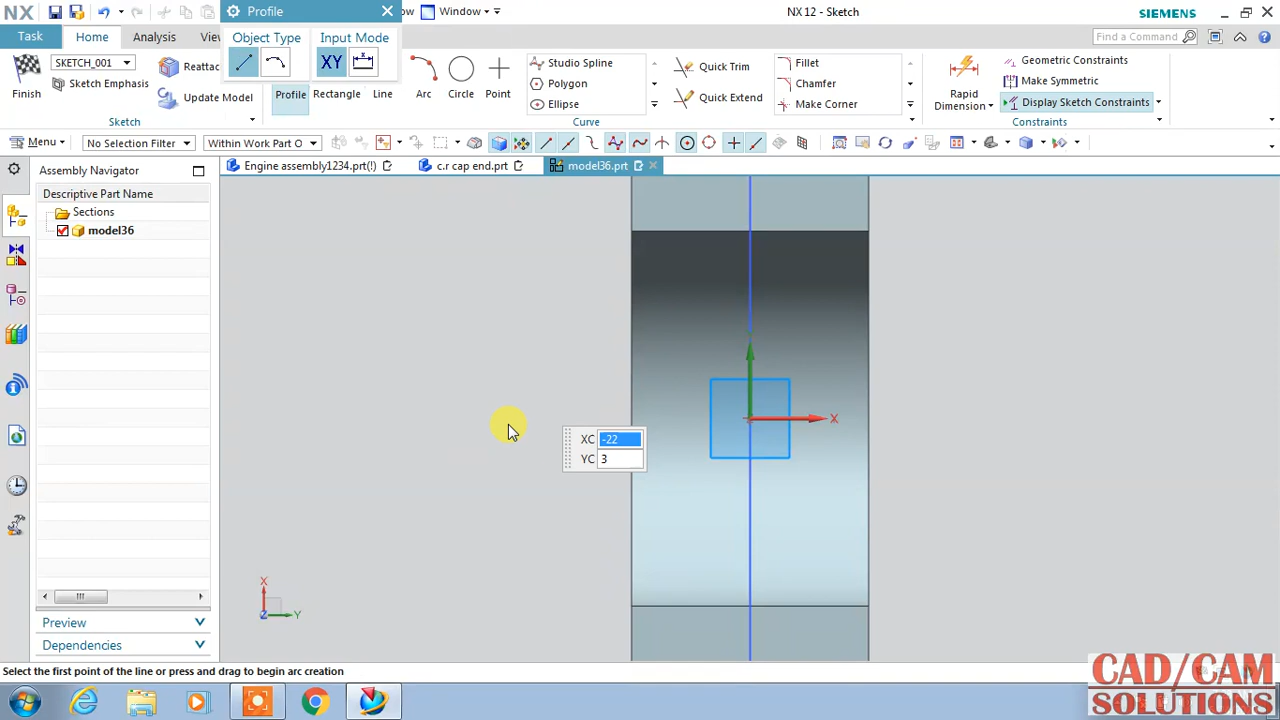 NX
Profile
ow
Window
NX 12 - Sketch
SIEMENS
Task
Home
Analysis
Vie
Object Type
Input Mode
Find a Command
SKETCH_001
Reattac
XY
Studio Spline
Quick Trim
Fillet
Geometric Constraints
Sketch Emphasis
Polygon
Chamfer
Make Symmetric
Finish
Update Model
Profile
Rectangle
Line
Arc
Circle
Point
Ellipse
Quick Extend
Make Corner
Rapid
Dimension
Display Sketch Constraints
Sketch
Curve
Constraints
Menu
No Selection Filter
Within Work Part O
Assembly Navigator
Engine assembly1234.prt(!)
c.r cap end.prt
model36.prt
Descriptive Part Name
Sections
model36
X
XC -22
YC 3
X
Z
Y
Preview
Dependencies
Select the first point of the line or press and drag to begin arc creation
CAD/CAM
SOLUTIONS